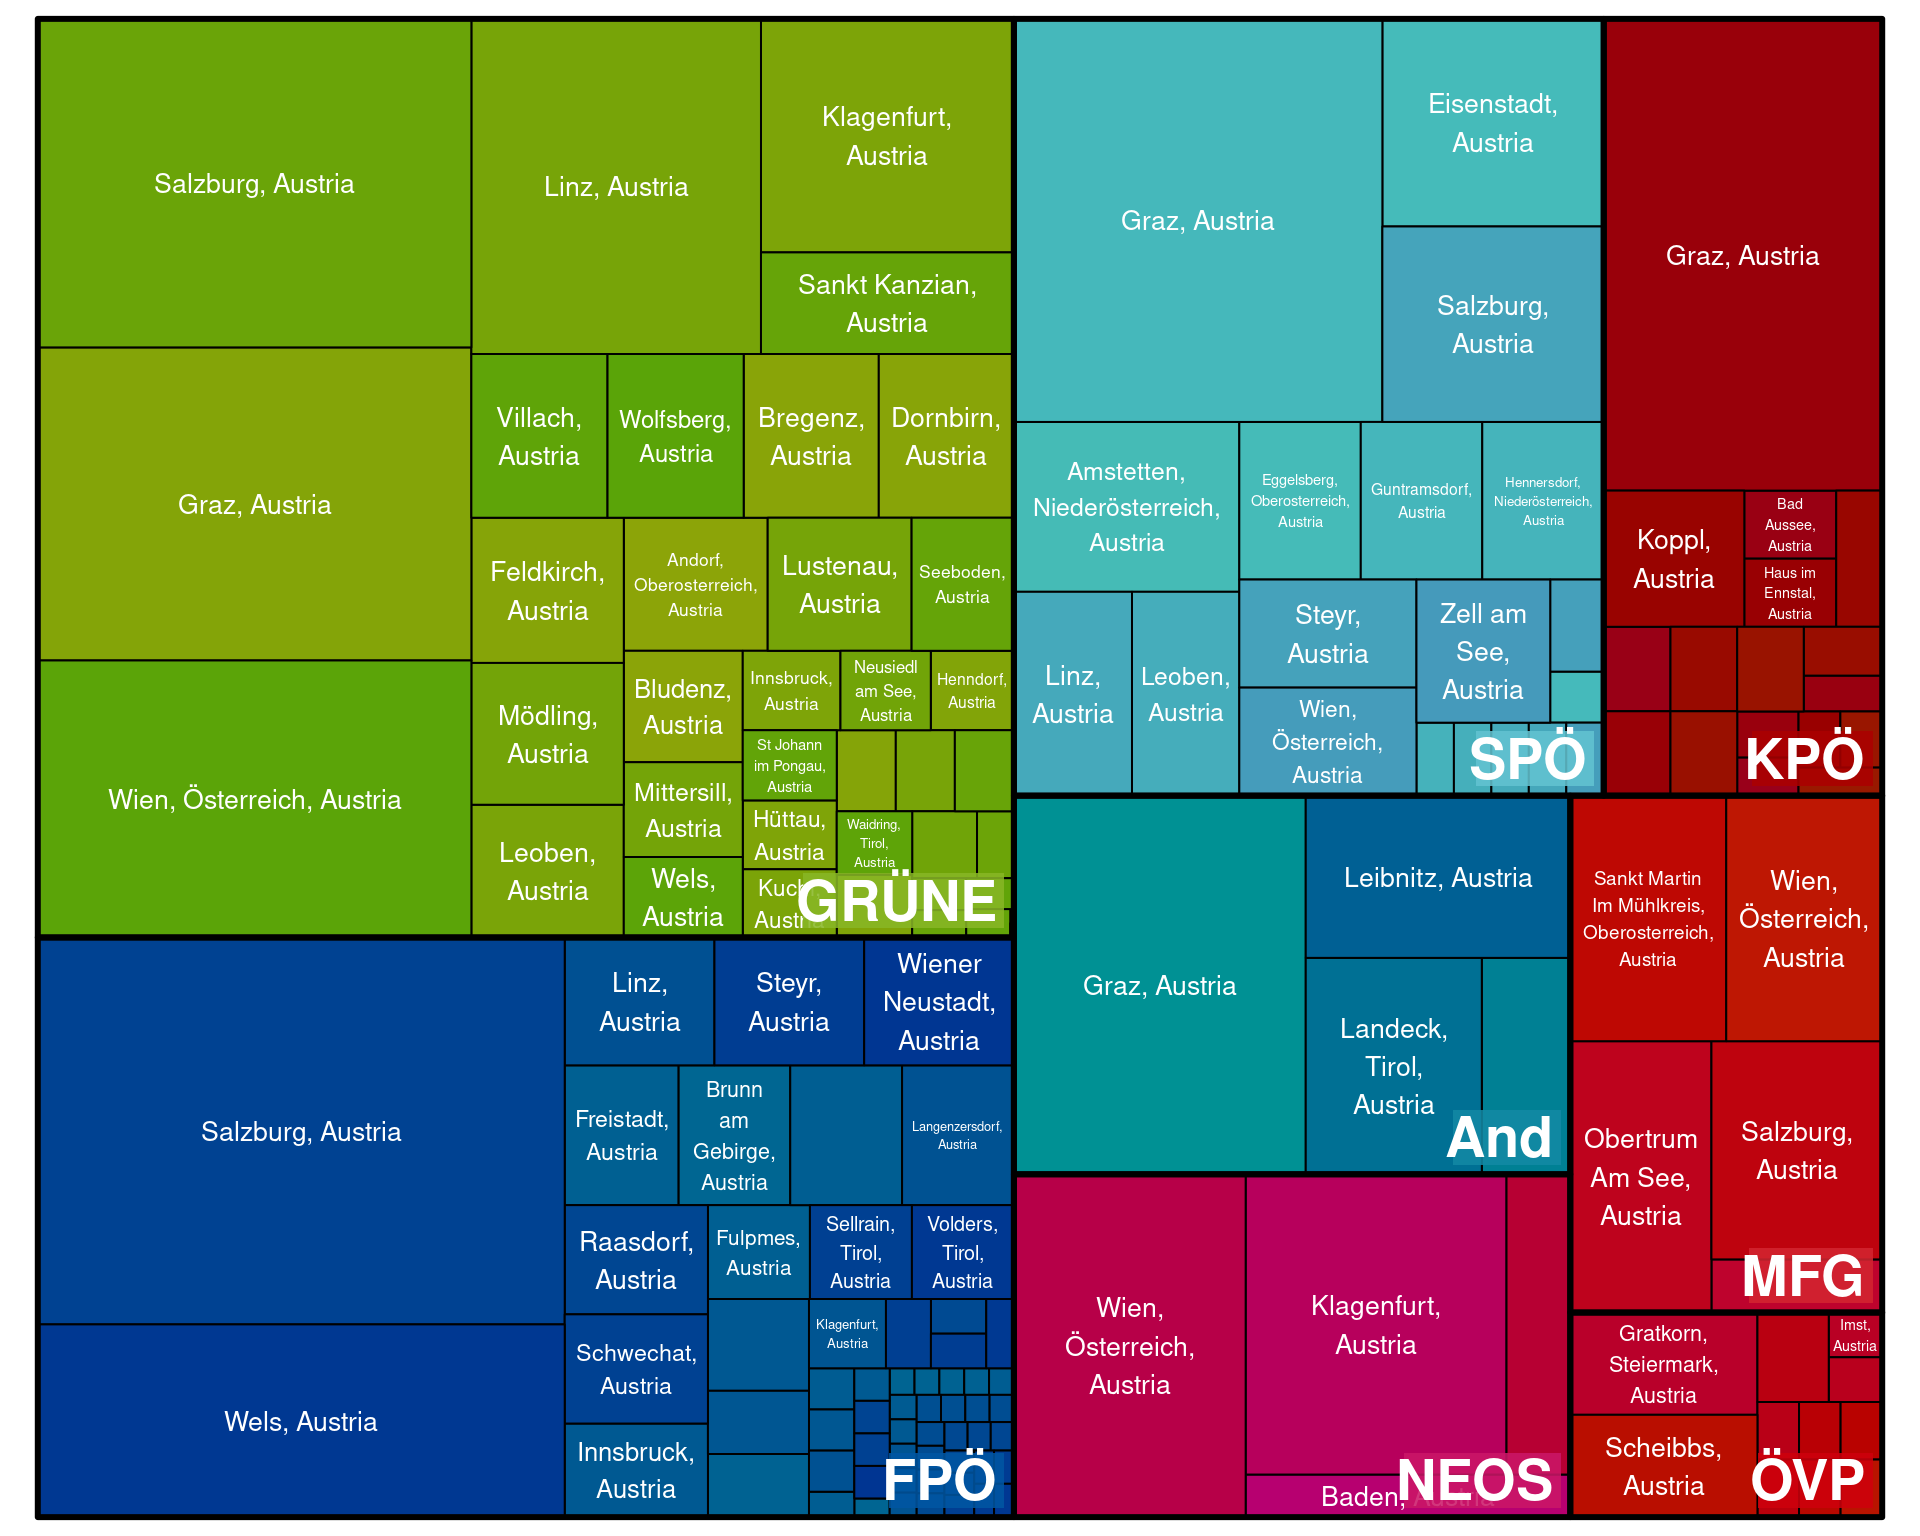 Salzburg, Austria
Linz, Austria
Klagenfurt,
Austria
Sankt Kanzian,
Austria
Graz, Austria
Villach,
Austria
Wolfsberg,
Austria
Bregenz,
Austria
Dornbirn,
Austria
Feldkirch,
Austria
Andorf,
Oberosterreich,
Austria
Lustenau,
Austria
Seeboden,
Austria
Wien, Österreich, Austria
Mödling,
Austria
Bludenz,
Austria
Innsbruck,
Austria
Neusiedl
am See,
Austria
Henndorf,
Austria
St Johann
im Pongau,
Austria
Mittersill,
Austria
Hüttau,
Austria
Waidring,
Tirol,
Austria
Leoben,
Austria
Wels,
Austria
Austria
GRÜNE
Graz, Austria
Eisenstadt,
Austria
Salzburg,
Austria
Amstetten,
Niederösterreich,
Austria
Eggelsberg,
Oberosterreich,
Austria
Guntramsdorf,
Austria
Hennersdorf,
Niederösterreich,
Austria
Linz,
Austria
Leoben,
Austria
Steyr,
Austria
Zell am
See,
Austria
Wien,
Österreich,
Austria
SPÖ
Graz, Austria
Koppl,
Austria
Bad
Aussee,
Austria
Haus im
Ennstal,
Austria
KPÖ
Salzburg, Austria
Wels, Austria
Linz,
Austria
Steyr,
Austria
Wiener
Neustadt,
Austria
Freistadt,
Austria
Brunn
am
Gebirge,
Austria
Langenzersdorf,
Austria
Raasdorf,
Austria
Fulpmes,
Austria
Sellrain,
Tirol,
Austria
Volders,
Tirol,
Austria
Klagenfurt,
Austria
Schwechat,
Austria
Innsbruck,
Austria
FPÖ
Graz, Austria
Leibnitz, Austria
Landeck,
Tirol,
Austria
And
Wien,
Österreich,
Austria
Klagenfurt,
Austria
Baden, Austria
NEOS
Sankt Martin
Im Mühlkreis,
Oberosterreich,
Austria
Wien,
Österreich,
Austria
Obertrum
Am See,
Austria
Salzburg,
Austria
MFG
Gratkorn,
Steiermark,
Austria
Imst,
Austria
Scheibbs,
Austria
ÖVP